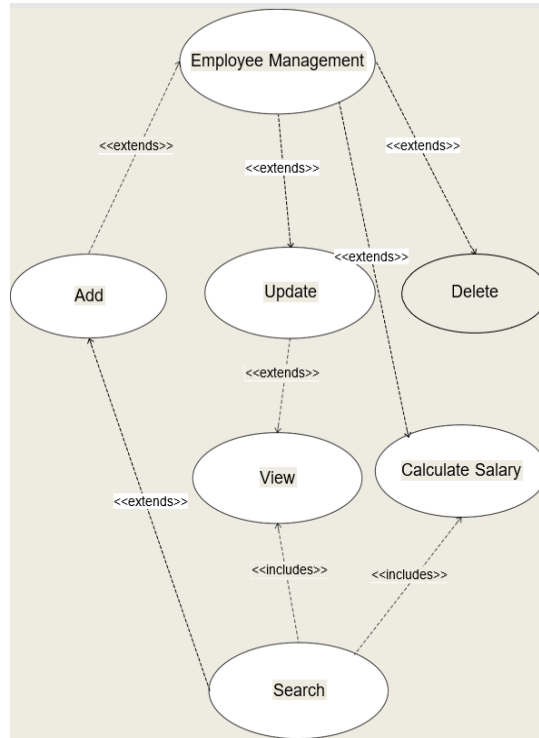 Employee Management
<<extends>>
<<extends>>
<<extends>>
<<extends>>
Add
Update
Delete
<<extends>>
View
Calculate Salary
<<extends>>
<<includes>>
<<includes>>
Search